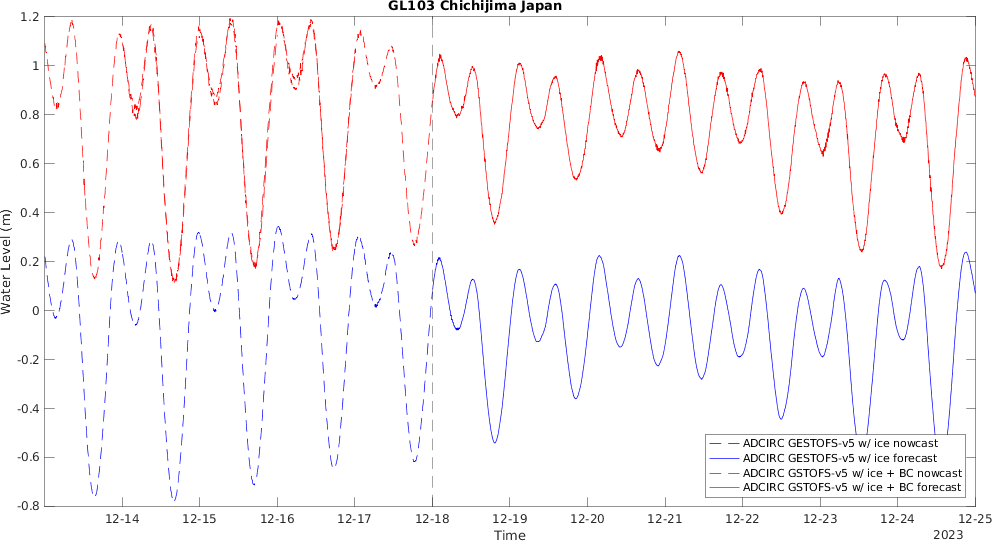 GL103 Chichijima Japan
1.2
1
0.8
0.6
0.4
0.2
0
-0.2
-0.4
-0.6
-0.8
Water Level (m)
ADCIRC GESTOFS-v5 w/ ice nowcast
ADCIRC GESTOFS-v5 w/ ice forecast
ADCIRC GSTOFS-v5 w/ ice + BC nowcast
ADCIRC GSTOFS-v5 w/ ice + BC forecast
12-14 12-15 12-16 12-17 12-18 12-19 12-20 12-21 12-22 12-23 12-24 12-25
Time
2023